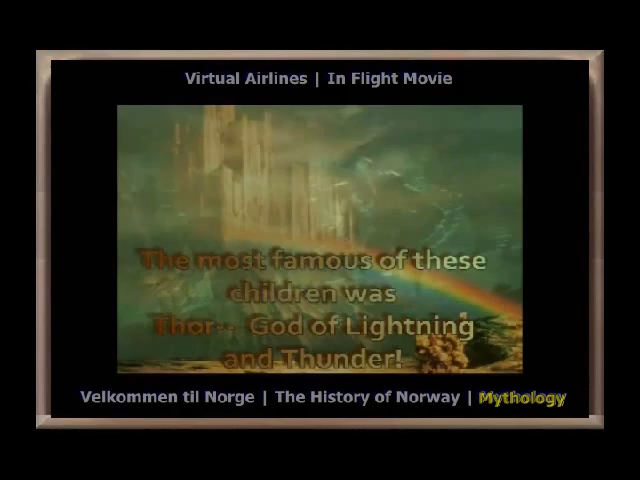 Virtual Airlines | In Flight Movie
The most famous of these
children was
Thor-- God of Lightning
and Thunder!
Velkommen til Norge | The History of Norway | Mythology